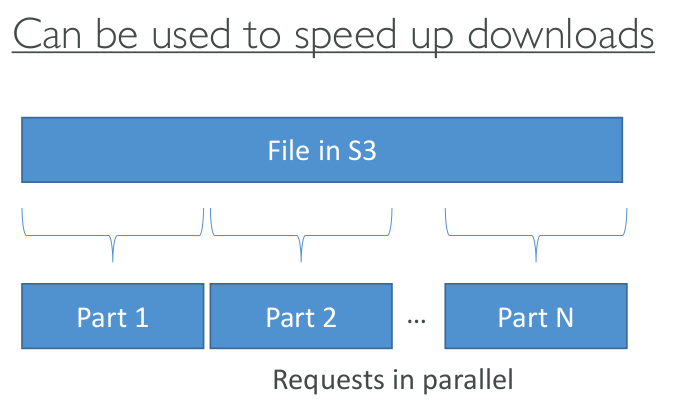 Can be used to speed up downloads
File in S3
Part 1
Part 2
...
Part N
Requests in parallel